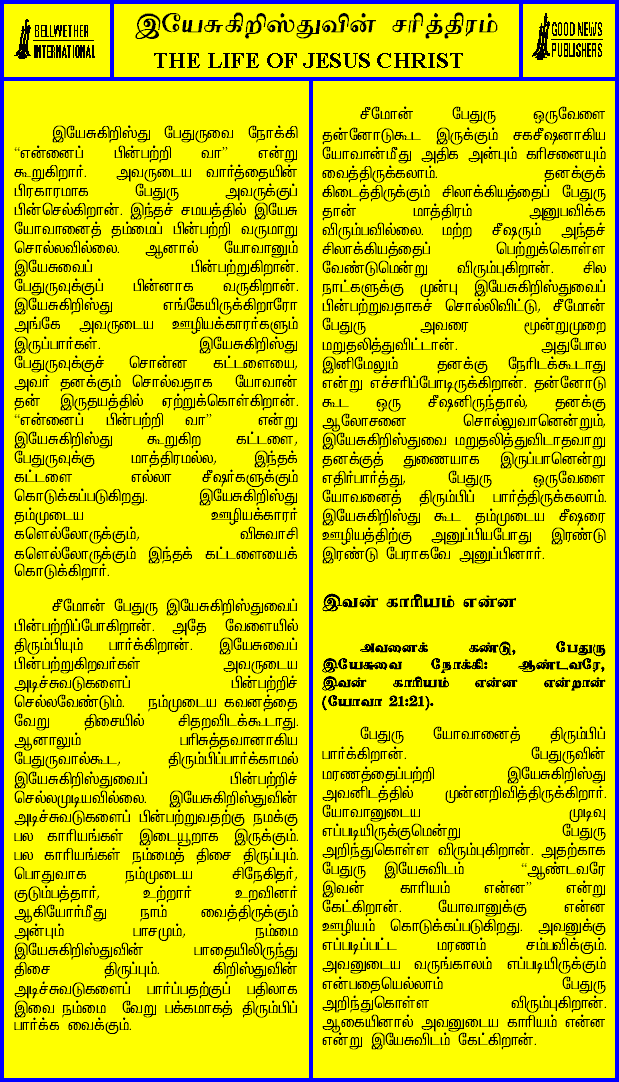 BELLWETHER
INTERNATIONAL
இயேசுகிறிஸ்துவின் சரித்திரம்
THE LIFE OF JESUS CHRIST
GOOD NEWS
PUBLISHERS
இயேசுகிறிஸ்து பேதுருவை நோக்கி
“என்னைப் பின்பற்றி வா” என்று
கூறுகிறார். அவருடைய வார்த்தையின்
பிரகாரமாக பேதுரு அவருக்குப்
பின்செல்கிறான். இந்தச் சமயத்தில் இயேசு
யோவானைத் தம்மைப் பின்பற்றி வருமாறு
சொல்லவில்லை. ஆனால் யோவானும்
இயேசுவைப் பின்பற்றுகிறான்.
பேதுருவுக்குப் பின்னாக வருகிறான்.
இயேசுகிறிஸ்து எங்கேயிருக்கிறாரோ
அங்கே அவருடைய ஊழியக்காரர்களும்
இருப்பார்கள். இயேசுகிறிஸ்து
பேதுருவுக்குச் சொன்ன கட்டளையை,
அவர் தனக்கும் சொல்வதாக யோவான்
தன் இருதயத்தில் ஏற்றுக்கொள்கிறான்.
“என்னைப் பின்பற்றி வா” என்று
இயேசுகிறிஸ்து கூறுகிற கட்டளை,
பேதுருவுக்கு மாத்திரமல்ல, இந்தக்
கட்டளை எல்லா சீஷர்களுக்கும்
கொடுக்கப்படுகிறது. இயேசுகிறிஸ்து
தம்முடைய ஊழியக்காரர்
களெல்லோருக்கும், விசுவாசி
களெல்லோருக்கும் இந்தக் கட்டளையைக்
கொடுக்கிறார்.
சீமோன் பேதுரு இயேசுகிறிஸ்துவைப்
பின்பற்றிப்போகிறான். அதே வேளையில்
திரும்பியும் பார்க்கிறான். இயேசுவைப்
பின்பற்றுகிறவர்கள் அவருடைய
அடிச்சுவடுகளைப் பின்பற்றிச்
செல்லவேண்டும். நம்முடைய கவனத்தை
வேறு திசையில் சிதறவிடக்கூடாது.
ஆனாலும் பரிசுத்தவானாகிய
பேதுருவால்கூட, திரும்பிப்பார்க்காமல்
இயேசுகிறிஸ்துவைப் பின்பற்றிச்
செல்லமுடியவில்லை. இயேசுகிறிஸ்துவின்
அடிச்சுவடுகளைப் பின்பற்றுவதற்கு நமக்கு
பல காரியங்கள் இடையூறாக இருக்கும்.
பல காரியங்கள் நம்மைத் திசை திருப்பும்.
பொதுவாக நம்முடைய சிநேகிதர்,
குடும்பத்தார், உற்றார் உறவினர்
ஆகியோர்மீது நாம் வைத்திருக்கும்
அன்பும் பாசமும், நம்மை
இயேசுகிறிஸ்துவின் பாதையிலிருந்து
திசை திருப்பும். கிறிஸ்துவின்
அடிச்சுவடுகளைப் பார்ப்பதற்குப் பதிலாக
இவை நம்மை வேறு பக்கமாகத் திரும்பிப்
பார்க்க வைக்கும்.
சீமோன் பேதுரு ஒருவேளை
தன்னோடுகூட இருக்கும் சகசீஷனாகிய
யோவான்மீது அதிக அன்பும் கரிசனையும்
வைத்திருக்கலாம். தனக்குக்
கிடைத்திருக்கும் சிலாக்கியத்தைப் பேதுரு
தான் மாத்திரம் அனுபவிக்க
விரும்பவில்லை. மற்ற சீஷரும் அந்தச்
சிலாக்கியத்தைப் பெற்றுக்கொள்ள
வேண்டுமென்று விரும்புகிறான். சில
நாட்களுக்கு முன்பு இயேசுகிறிஸ்துவைப்
பின்பற்றுவதாகச் சொல்லிவிட்டு, சீமோன்
பேதுரு அவரை மூன்றுமுறை
மறுதலித்துவிட்டான். அதுபோல
இனிமேலும் தனக்கு நேரிடக்கூடாது
என்று எச்சரிப்போடிருக்கிறான். தன்னோடு
கூட ஒரு சீஷனிருந்தால், தனக்கு
ஆலோசனை சொல்லுவானென்றும்,
இயேசுகிறிஸ்துவை மறுதலித்துவிடாதவாறு
தனக்குத் துணையாக இருப்பானென்று
எதிர்பார்த்து, பேதுரு ஒருவேளை
யோவனைத் திரும்பிப் பார்த்திருக்கலாம்.
இயேசுகிறிஸ்து கூட தம்முடைய சீஷரை
ஊழியத்திற்கு அனுப்பியபோது இரண்டு
இரண்டு பேராகவே அனுப்பினார்.
இவன் காரியம் என்ன
அவனைக் கண்டு, பேதுரு
இயேசுவை நோக்கி: ஆண்டவரே,
இவன் காரியம் என்ன என்றான்
(யோவா 21:21).
பேதுரு யோவானைத் திரும்பிப்
பார்க்கிறான். பேதுருவின்
மரணத்தைப்பற்றி இயேசுகிறிஸ்து
அவனிடத்தில் முன்னறிவித்திருக்கிறார்.
யோவானுடைய முடிவு
எப்படியிருக்குமென்று பேதுரு
அறிந்துகொள்ள விரும்புகிறான். அதற்காக
பேதுரு இயேசுவிடம் “ஆண்டவரே
இவன் காரியம் என்ன” என்று
கேட்கிறான். யோவானுக்கு என்ன
ஊழியம் கொடுக்கப்படுகிறது. அவனுக்கு
எப்படிப்பட்ட மரணம் சம்பவிக்கும்.
அவனுடைய வருங்காலம் எப்படியிருக்கும்
என்பதையெல்லாம் பேதுரு
அறிந்துகொள்ள விரும்புகிறான்.
ஆகையினால் அவனுடைய காரியம் என்ன
என்று இயேசுவிடம் கேட்கிறான்.